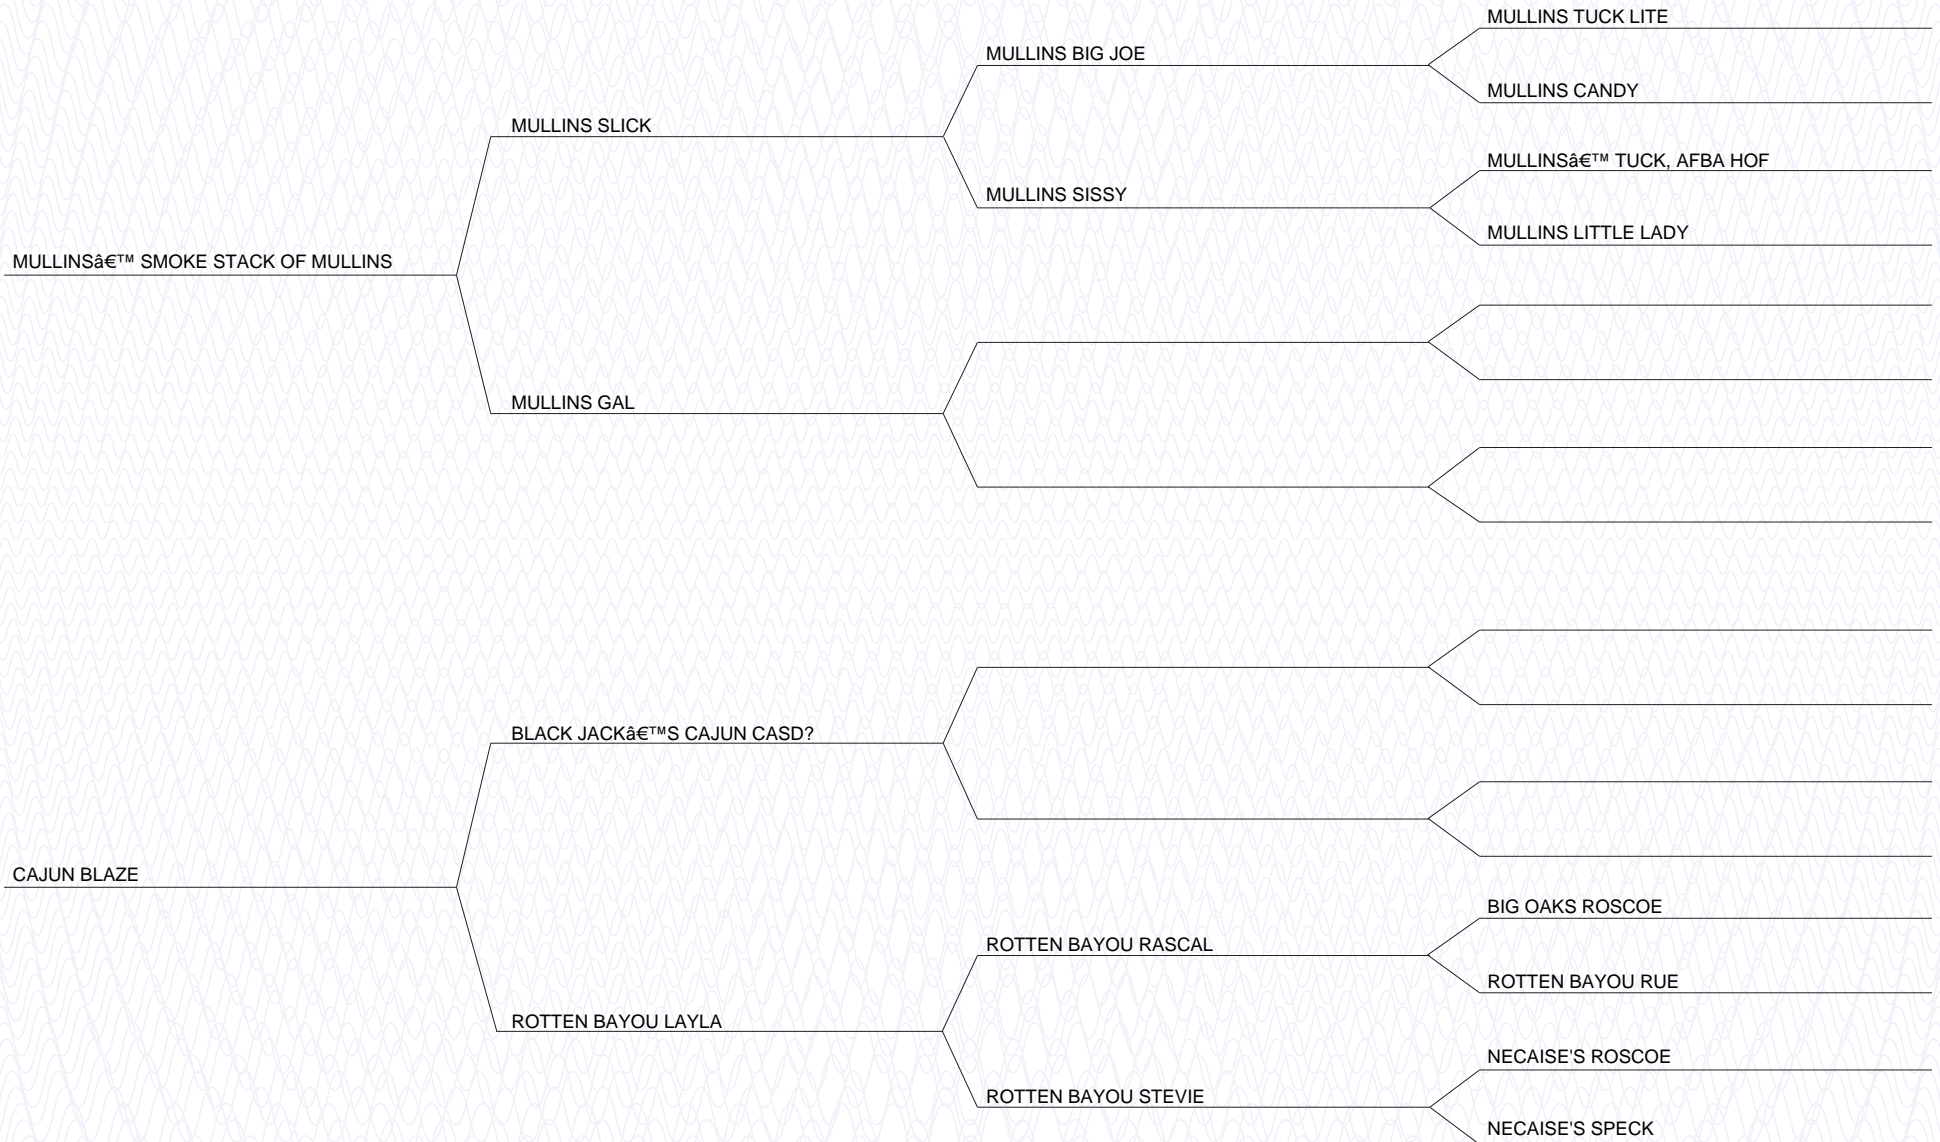 MULLINS TUCK LITE
MULLINS BIG JOE
MULLINS CANDY
MULLINS SLICK
MULLINSâ€™ TUCK, AFBA HOF
MULLINS SISSY
MULLINS LITTLE LADY
MULLINSâ€™ SMOKE STACK OF MULLINS
MULLINS GAL
BLACK JACKâ€™S CAJUN CASD?
CAJUN BLAZE
BIG OAKS ROSCOE
ROTTEN BAYOU RASCAL
ROTTEN BAYOU RUE
ROTTEN BAYOU LAYLA
NECAISE'S ROSCOE
ROTTEN BAYOU STEVIE
NECAISE'S SPECK